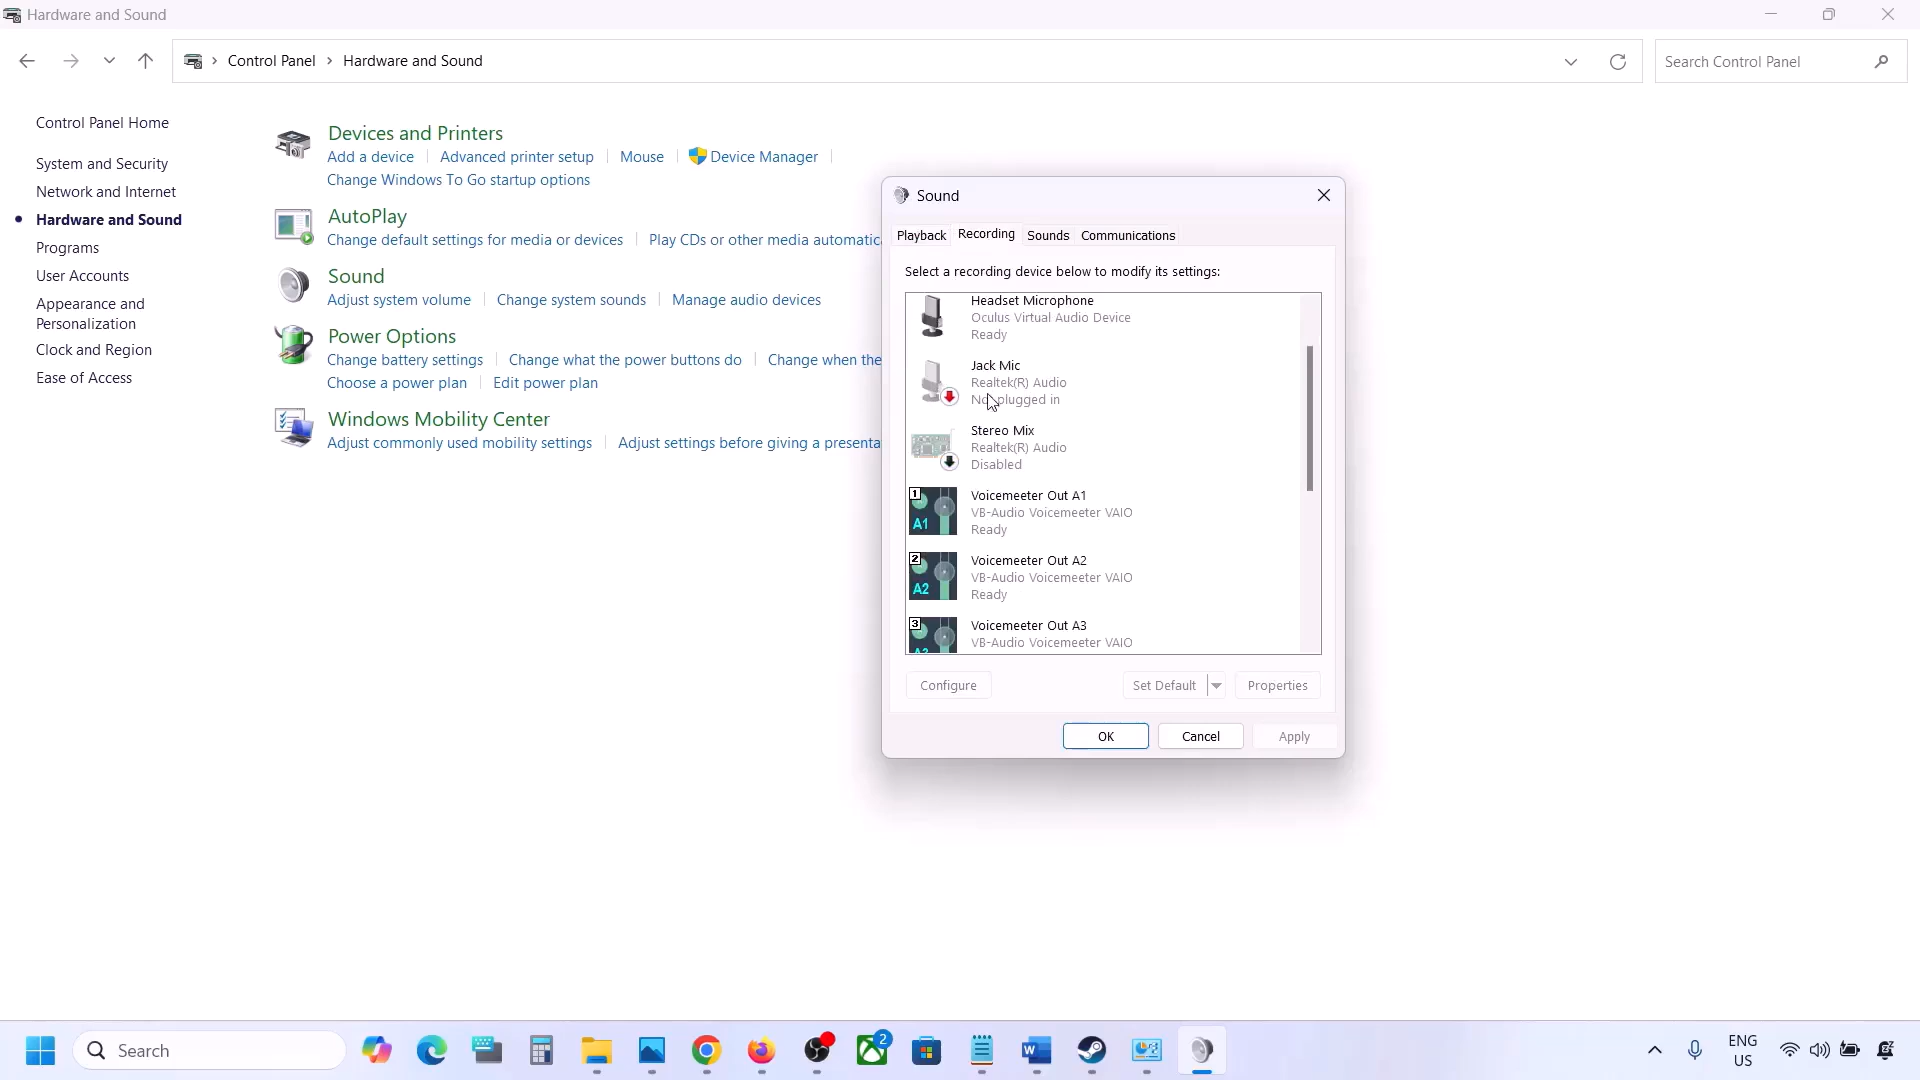 Hardware and Sound
Control Panel > Hardware and Sound
Search Control Panel
Control Panel Home
System and Security
Network and Internet
Hardware and Sound
Programs
User Accounts
Appearance and
Personalization
Clock and Region
Ease of Access
Devices and Printers
Add a device
Advanced printer setup
Mouse
Device Manager
Change Windows To Go startup options
AutoPlay
Change default settings for media or devices
Play CDs or other media automatic
Sound
Adjust system volume
Change system sounds
Manage audio devices
Power Options
Change battery settings
Change what the power buttons do
Change when the
Choose a power plan
Edit power plan
Windows Mobility Center
Adjust commonly used mobility settings
Adjust settings before giving a presenta
Sound
Playback
Recording
Sounds
Communications
Select a recording device below to modify its settings:
Headset Microphone
Oculus Virtual Audio Device
Ready
Jack Mic
Realtek(R) Audio
Not plugged in
Stereo Mix
Realtek(R) Audio
Disabled
1
A1
Voicemeeter Out A1
VB-Audio Voicemeeter VAIO
Ready
2
A2
Voicemeeter Out A2
VB-Audio Voicemeeter VAIO
Ready
3
A3
Voicemeeter Out A3
VB-Audio Voicemeeter VAIO
Configure
Set Default
Properties
OK
Cancel
Apply
Search
2
ENG
US